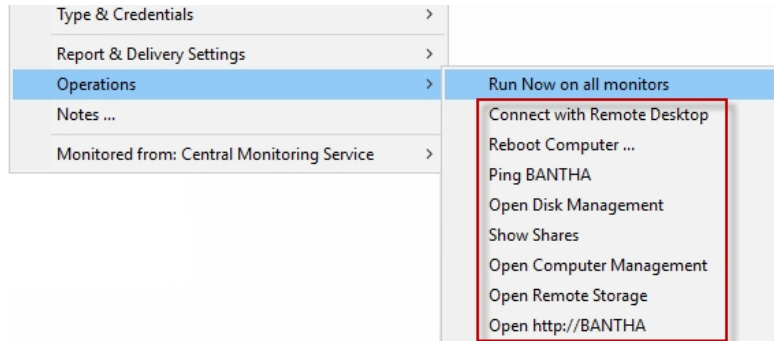 Type & Credentials
Report & Delivery Settings
Operations
Notes ...
Monitored from: Central Monitoring Service
Run Now on all monitors
Connect with Remote Desktop
Reboot Computer ...
Ping BANTHA
Open Disk Management
Show Shares
Open Computer Management
Open Remote Storage
Open http://BANTHA